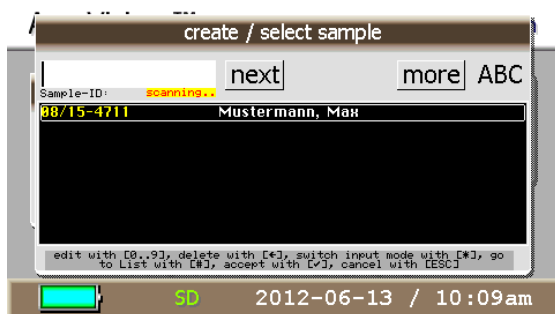 create / select sample
next
more ABC
Sample-ID: scanning..
08/15-4711 Mustermann, Max
edit with [0..9], delete with [←], switch input mode with [*], go
to List with [#], accept with [✓], cancel with [ESC]
SD 2012-06-13 / 10:09am